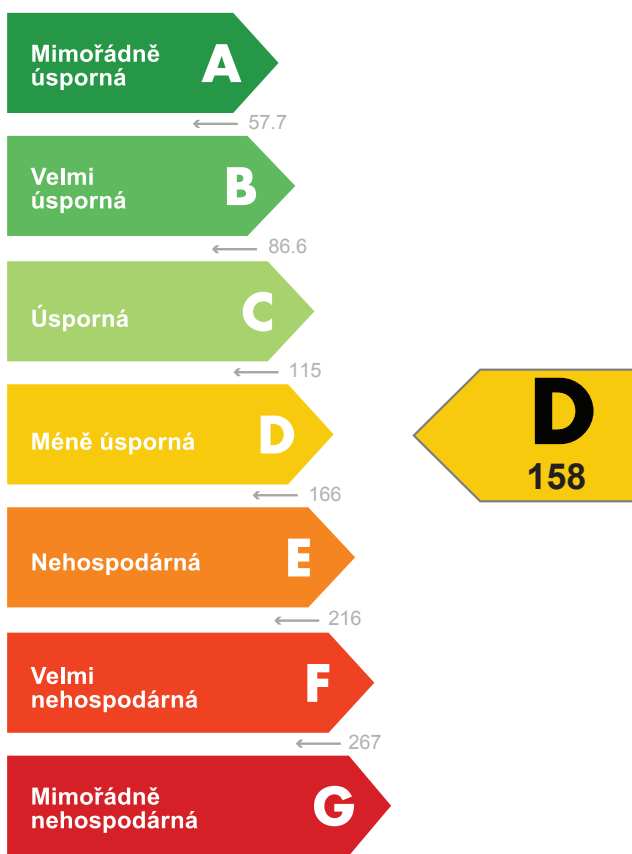 Mimořádně
úsporná
A
57.7
Velmi
úsporná
B
86.6
Úsporná
C
115
Méně úsporná
D
D
158
166
Nehospodárná
E
216
Velmi
nehospodárná
F
267
Mimořádně
nehospodárná
G